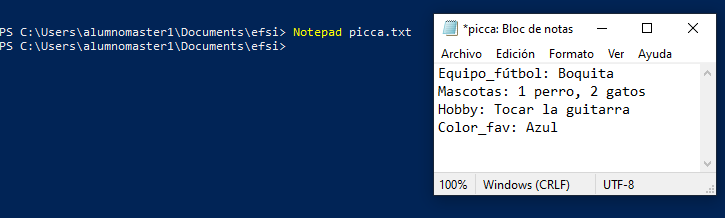 PS C:\Users\alumnomaster1\Documents\efsi> Notepad picca.txt
PS C:\Users\alumnomaster1\Documents\efsi>
*picca: Bloc de notas
Archivo Edición Formato Ver Ayuda
Equipo_fútbol: Boquita
Mascotas: 1 perro, 2 gatos
Hobby: Tocar la guitarra
Color_fav: Azul
100% Windows (CRLF) UTF-8